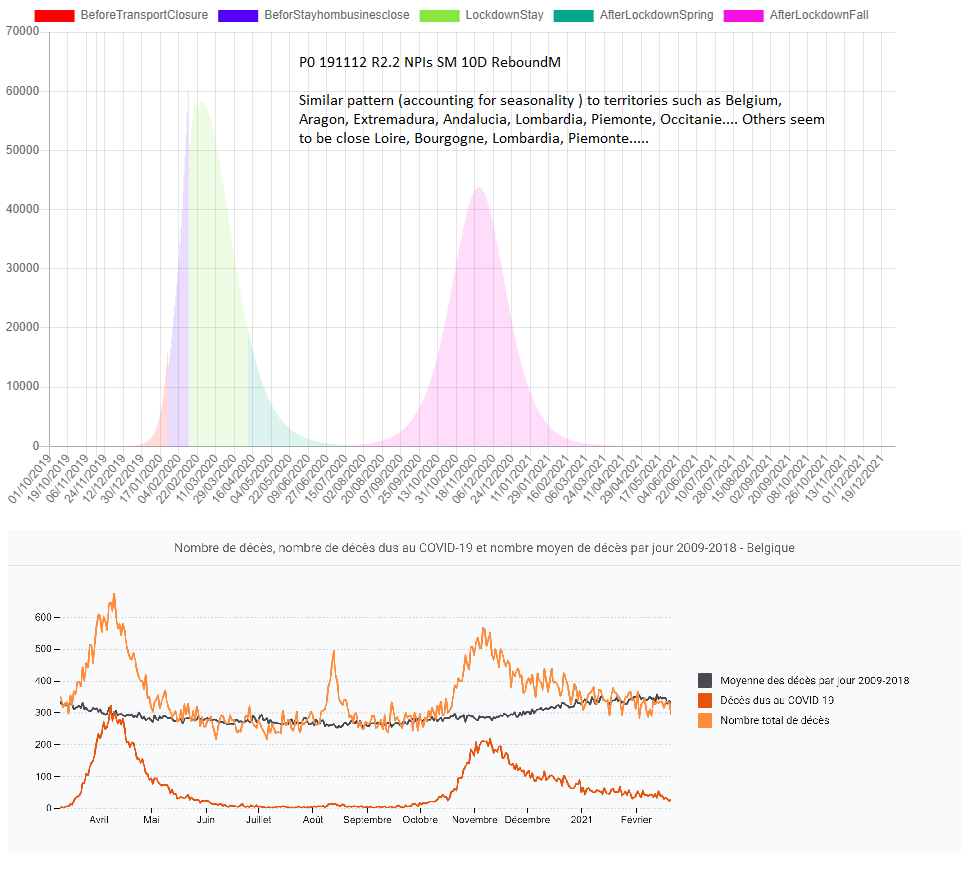 BeforeTransportClosure BeforStayhombusinesclose LockdownStay AfterLockdownSpring AfterLockdownFall
70000
P0 191112 R2.2 NPIs SM 10D ReboundM
60000
Similar pattern (accounting for seasonality ) to territories such as Belgium,
Aragon, Extremadura, Andalucia, Lombardia, Piemonte, Occitanie.... Others seem
to be close Loire, Bourgogne, Lombardia, Piemonte.....
50000
40000
30000
20000
10000
0
01/10/2019 19/10/2019 06/11/2019 24/11/2019 12/12/2019 30/12/2019 17/01/2020 04/02/2020 22/02/2020 11/03/2020 29/03/2020 16/04/2020 04/05/2020 22/05/2020 09/06/2020 27/06/2020 15/07/2020 02/08/2020 20/08/2020 07/09/2020 25/09/2020 13/10/2020 31/10/2020 18/11/2020 06/12/2020 24/12/2020 11/01/2021 29/01/2021 16/02/2021 06/03/2021 24/03/2021 11/04/2021 29/04/2021 17/05/2021 04/06/2021 22/06/2021 10/07/2021 28/07/2021 15/08/2021 02/09/2021 20/09/2021 08/10/2021 26/10/2021 13/11/2021 01/12/2021 19/12/2021
Nombre de décès, nombre de décès dus au COVID-19 et nombre moyen de décès par jour 2009-2018 - Belgique
600
500
400
300
200
100
0
Avril Mai Juin Juillet Août Septembre Octobre Novembre Décembre 2021 Février
Moyenne des décès par jour 2009-2018
Décès dus au COVID 19
Nombre total de décès